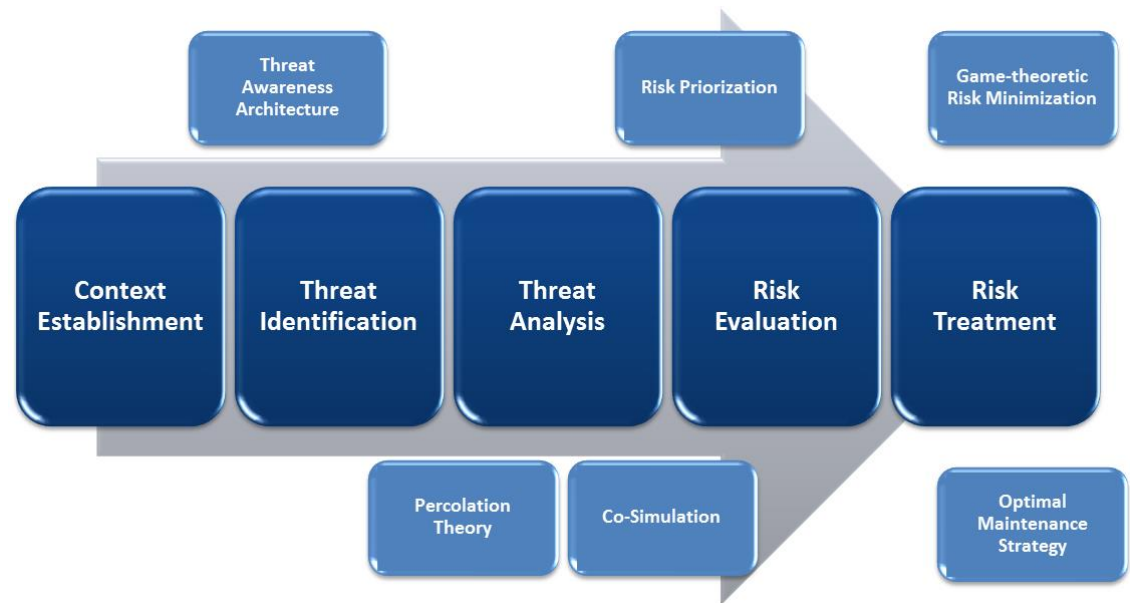 Threat
Awareness
Architecture
Risk Priorization
Game-theoretic
Risk Minimization
Context
Establishment
Threat
Identification
Threat
Analysis
Risk
Evaluation
Risk
Treatment
Percolation
Theory
Co-Simulation
Optimal
Maintenance
Strategy